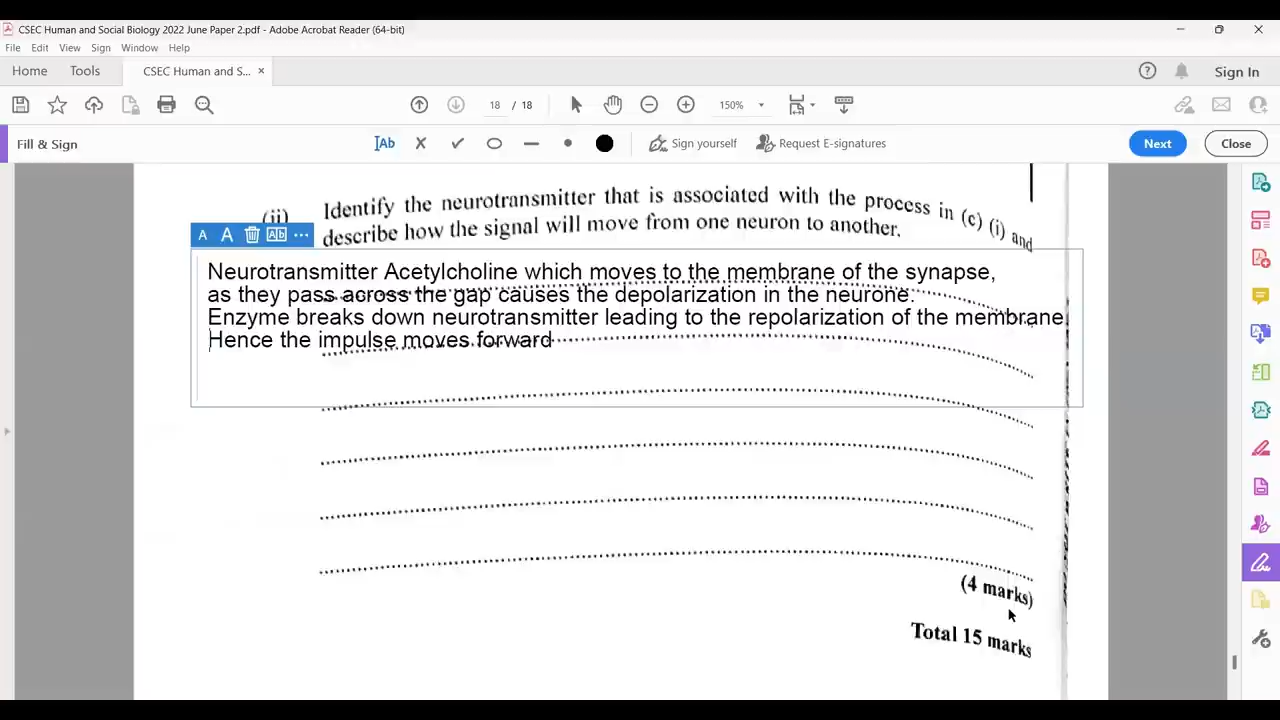 CSEC Human and Social Biology 2022 June Paper 2.pdf - Adobe Acrobat Reader (64-bit)
File Edit View Sign Window Help
Home Tools CSEC Human and S... × Sign In
18 / 18 150%
Fill & Sign Ab Sign yourself Request E-signatures Next Close
(ii) Identify the neurotransmitter that is associated with the process in (c) (i) and
describe how the signal will move from one neuron to another.
A A Ab ...
Neurotransmitter Acetylcholine which moves to the membrane of the synapse,
as they pass across the gap causes the depolarization in the neurone.
Enzyme breaks down neurotransmitter leading to the repolarization of the membrane.
Hence the impulse moves forward
(4 marks)
Total 15 marks